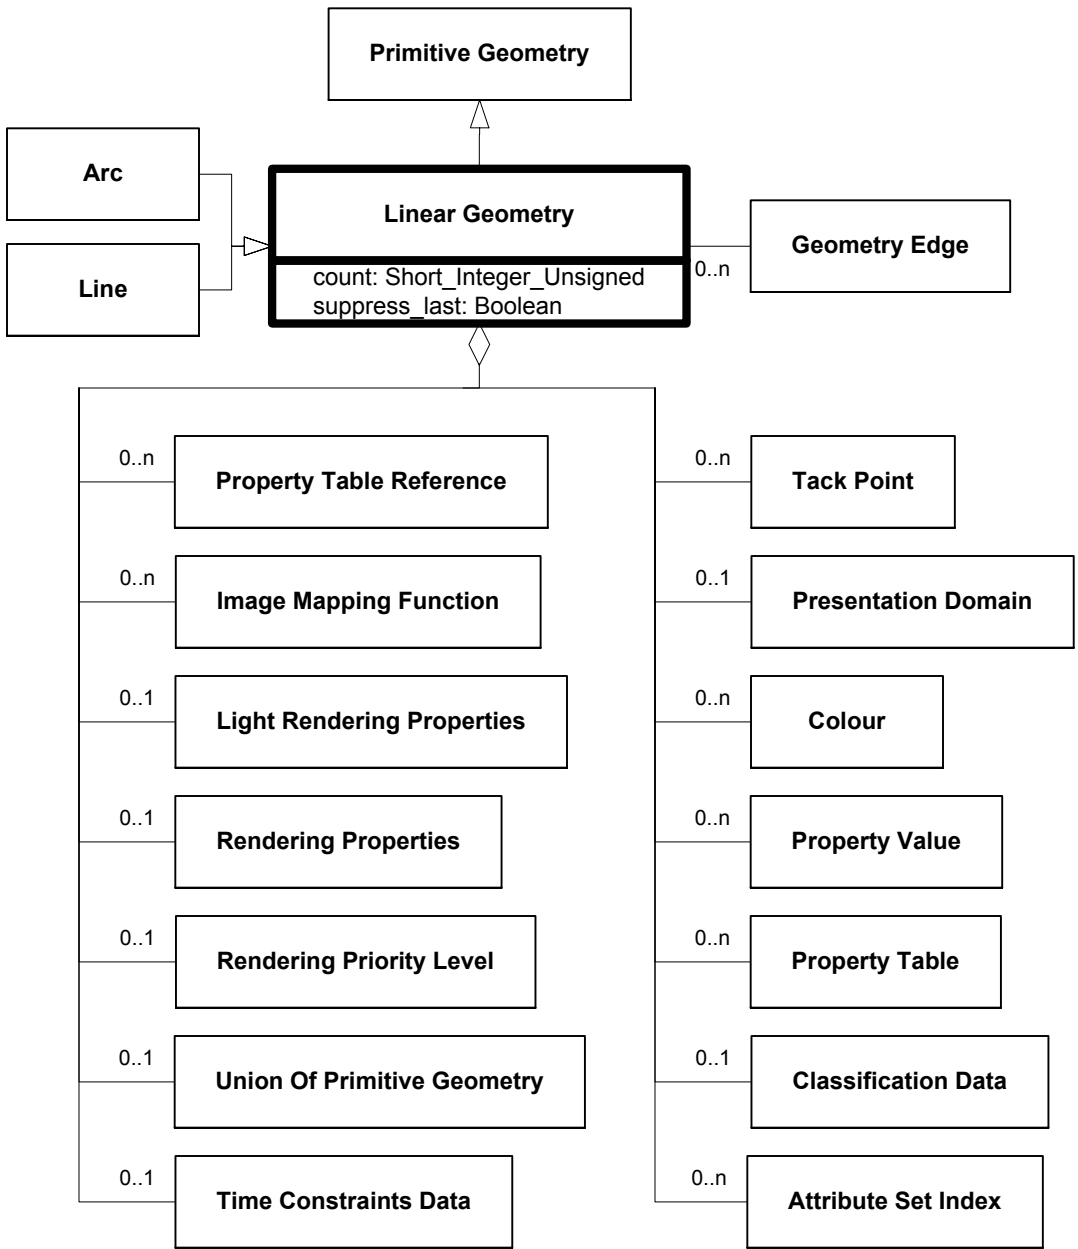 Primitive Geometry
Arc
Line
Linear Geometry
count: Short_Integer_Unsigned
suppress_last: Boolean
Geometry Edge
0..n
0..n
Property Table Reference
0..n
Image Mapping Function
0..1
Light Rendering Properties
0..1
Rendering Properties
0..1
Rendering Priority Level
0..1
Union Of Primitive Geometry
0..1
Time Constraints Data
0..n
Tack Point
0..1
Presentation Domain
0..n
Colour
0..n
Property Value
0..n
Property Table
0..1
Classification Data
0..n
Attribute Set Index